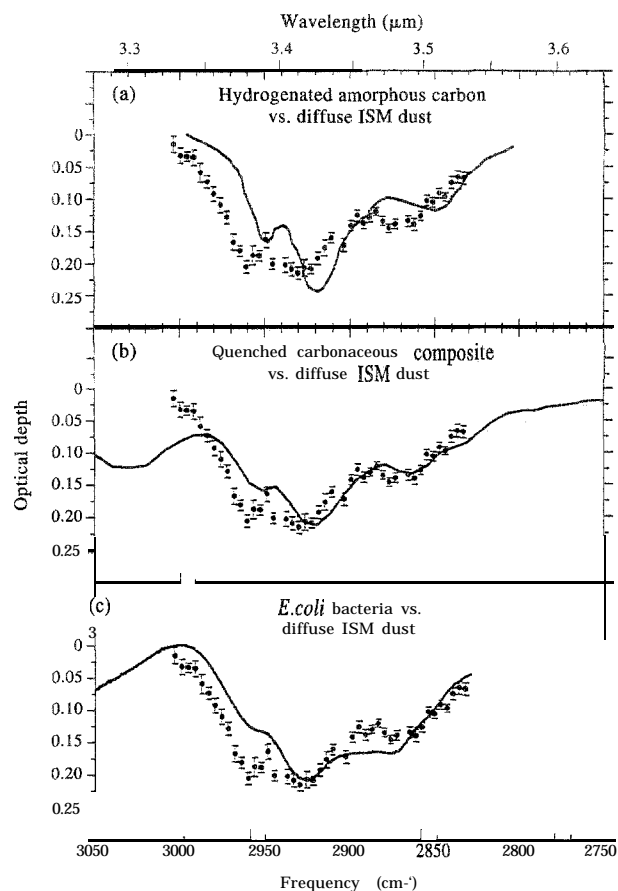 Wavelength (μm)
3.3 3.4 3.5 3.6
(a) Hydrogenated amorphous carbon
vs. diffuse ISM dust
0
0.05
0.10
0.15
0.20
0.25
(b) Quenched carbonaceous composite
vs. diffuse ISM dust
0
0.05
0.10
0.15
0.20
0.25
Optical depth
(c) E.coli bacteria vs.
diffuse ISM dust
3
0
0.05
0.10
0.15
0.20
0.25
3050 3000 2950 2900 2850 2800 2750
Frequency (cm-‘)